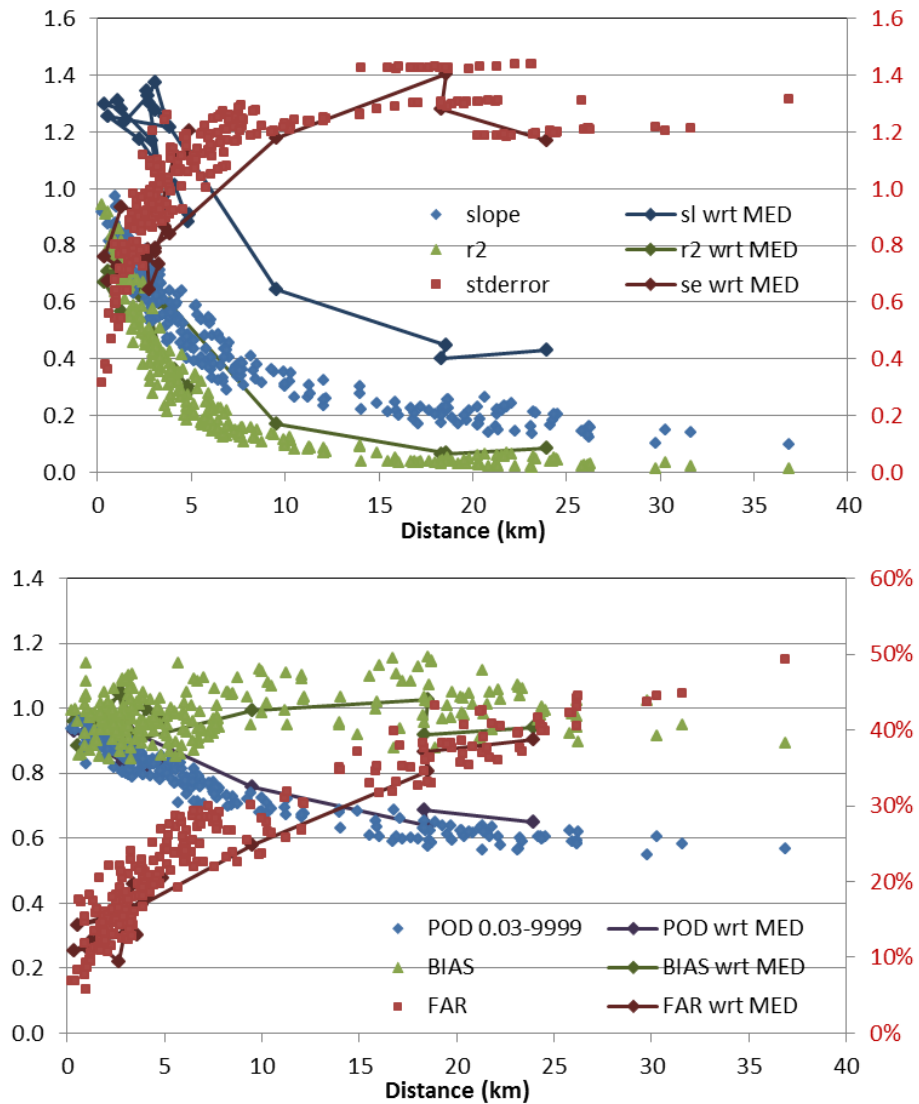 1.6 1.6
1.4 1.4
1.2 1.2
1.0 1.0
slope sl wrt MED
0.8 r2 r2 wrt MED 0.8
stderror se wrt MED
0.6 0.6
0.4 0.4
0.2 0.2
0.0 0.0
0 5 10 15 20 25 30 35 40
Distance (km)
1.4 60%
1.2 50%
1.0 40%
0.8
0.6 30%
0.4 20%
POD 0.03-9999 POD wrt MED
0.2 BIAS BIAS wrt MED 10%
FAR FAR wrt MED
0.0 0%
0 5 10 15 20 25 30 35 40
Distance (km)